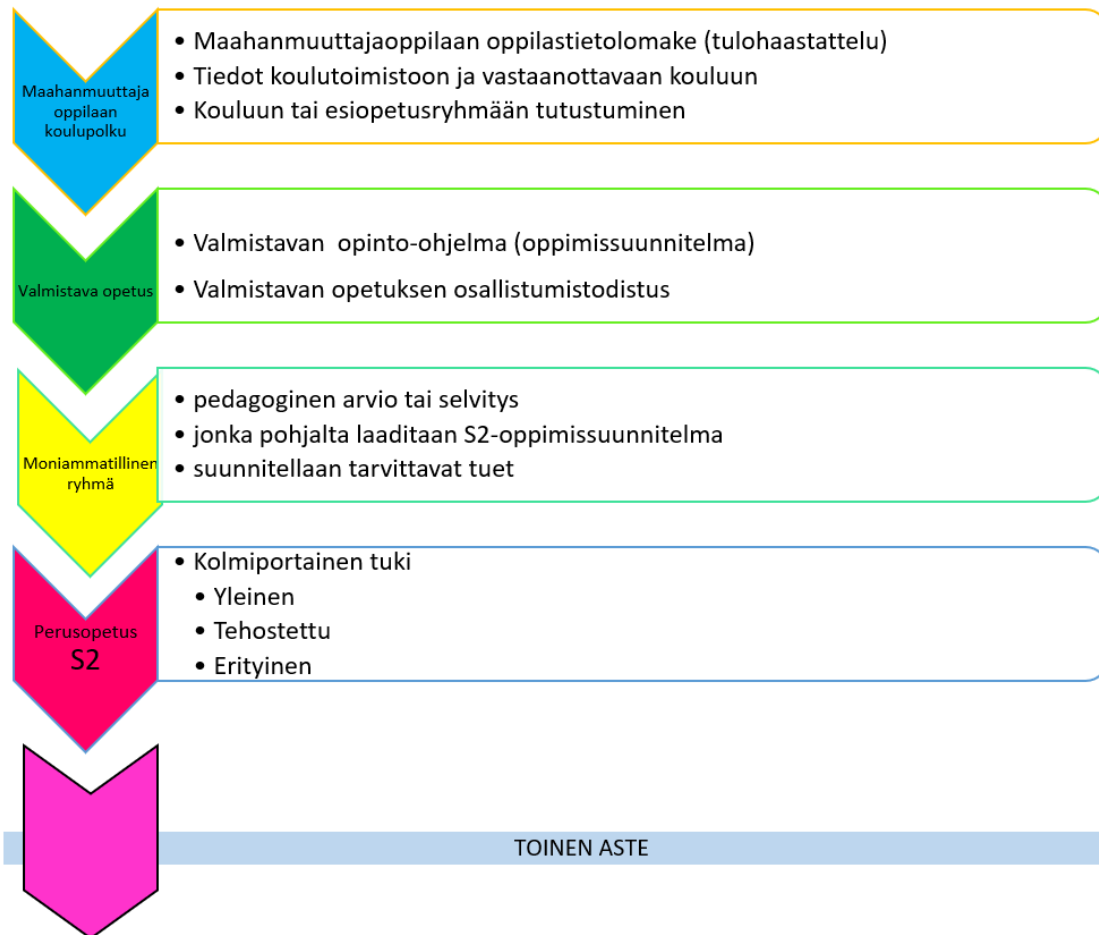 Maahanmuuttaja
oppilaan
koulupolku
• Maahanmuuttajaoppilaan oppilastietolomake (tulohaastattelu)
• Tiedot koulutoimistoon ja vastaanottavaan kouluun
• Kouluun tai esiopetusryhmään tutustuminen
Valmistava opetus
• Valmistavan opinto-ohjelma (oppimissuunnitelma)
• Valmistavan opetuksen osallistumistodistus
Moniammatillinen
ryhmä
• pedagoginen arvio tai selvitys
• jonka pohjalta laaditaan S2-oppimissuunnitelma
• suunnitellaan tarvittavat tuet
Perusopetus
S2
• Kolmiportainen tuki
• Yleinen
• Tehostettu
• Erityinen
TOINEN ASTE